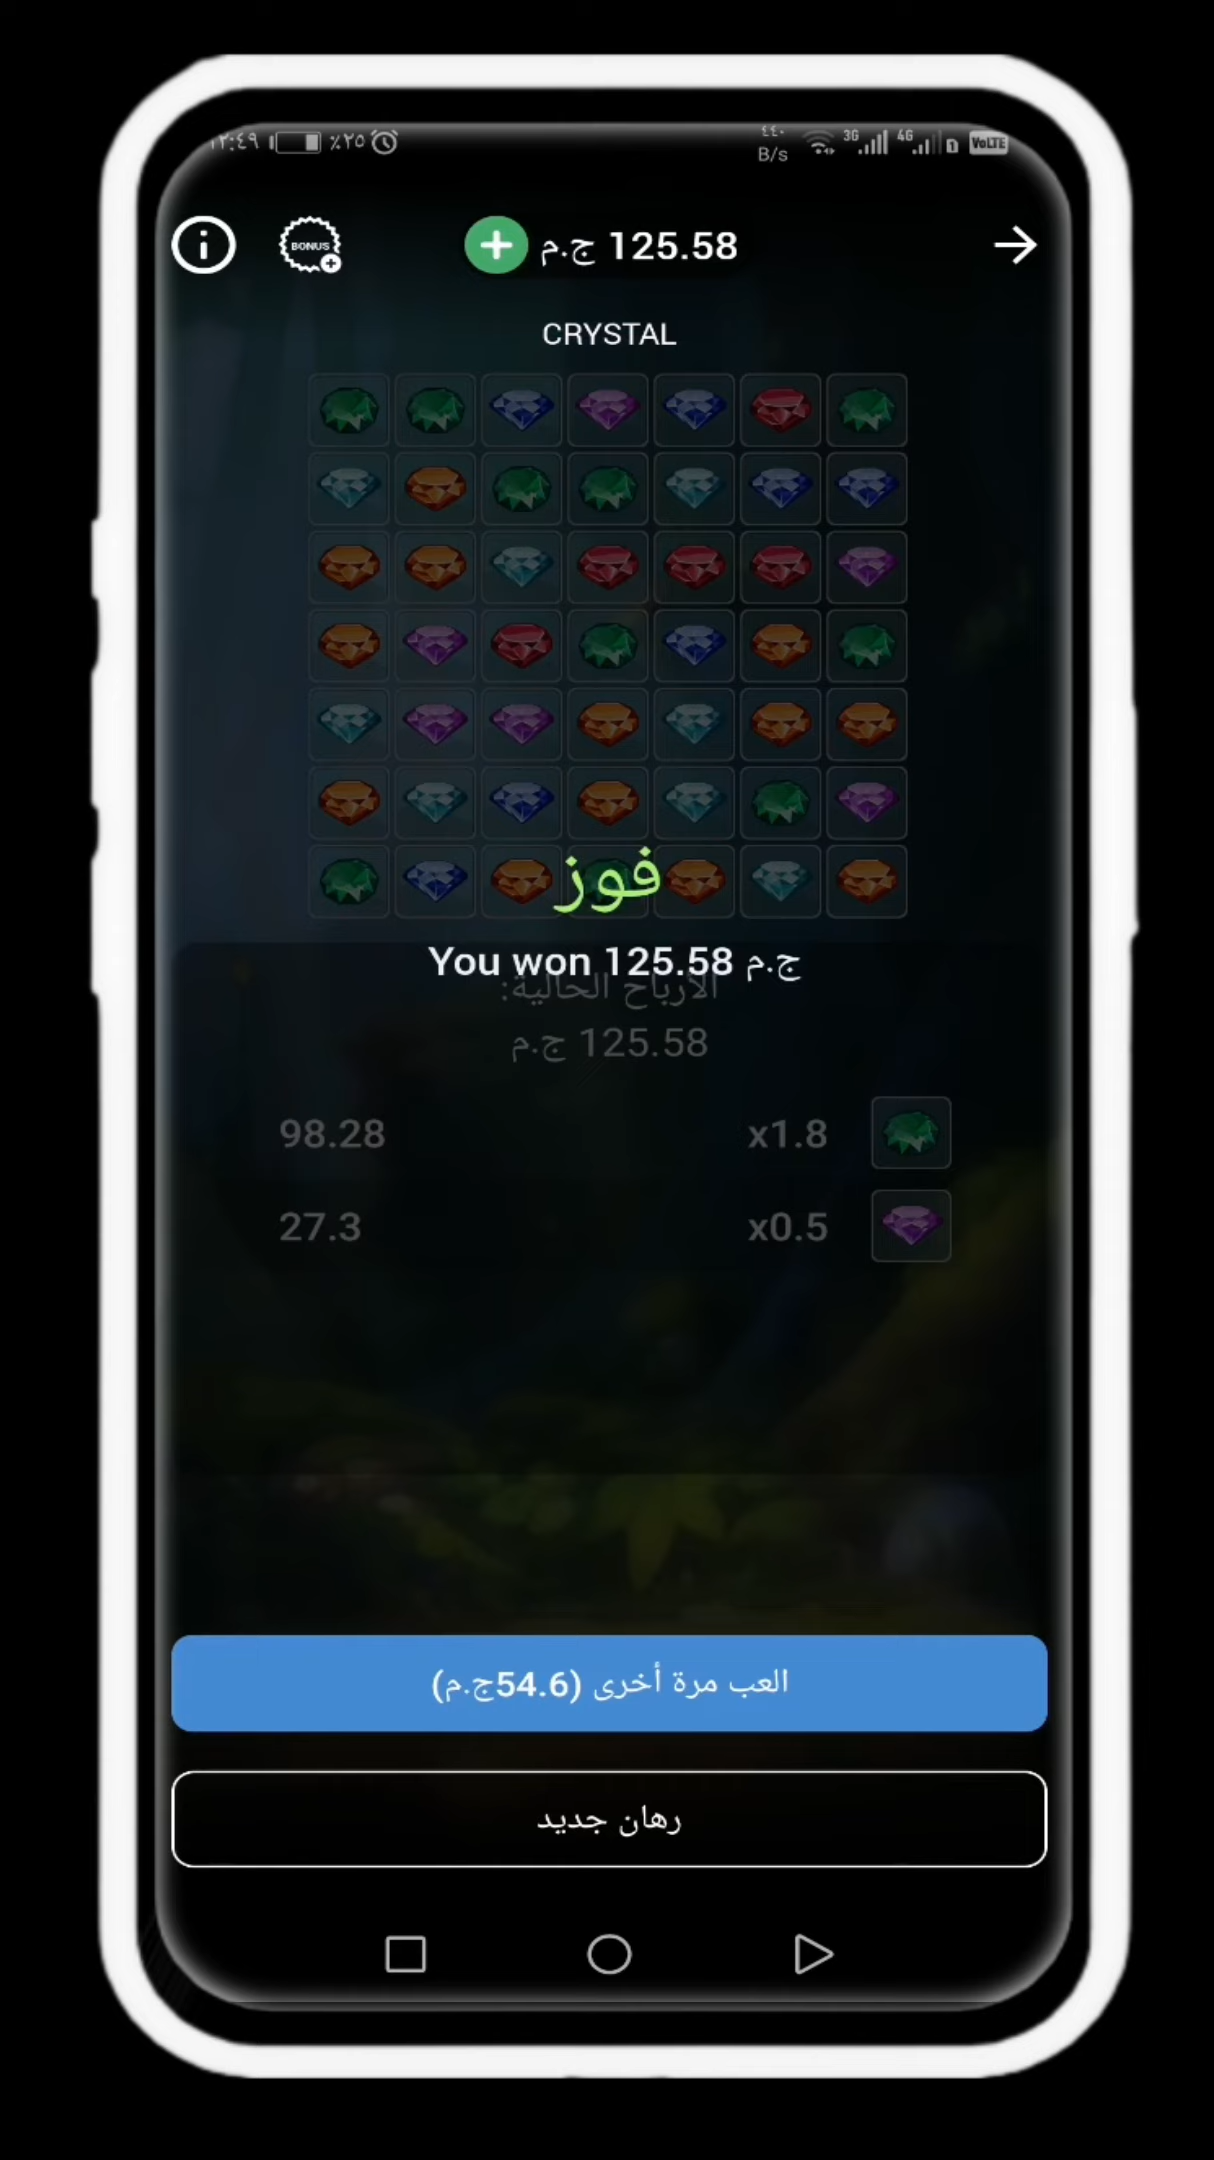 ١٢:٤٩ ٪٢٥ ٤٤٠ B/s 3G 4G 1 VoLTE
BONUS 125.58 ج.م
CRYSTAL
فوز
You won 125.58 ج.م
الأرباح الحالية:
125.58 ج.م
98.28 x1.8
27.3 x0.5
العب مرة أخرى (54.6ج.م)
رهان جديد